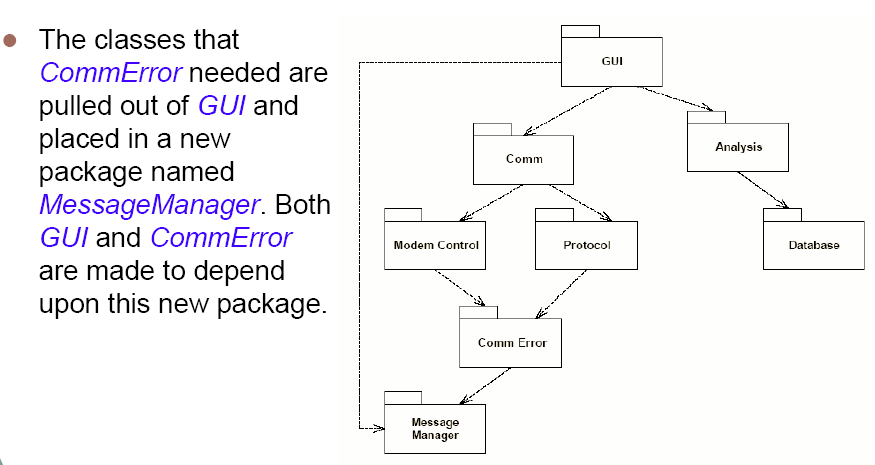 The classes that
CommError needed are
pulled out of GUI and
placed in a new
package named
MessageManager. Both
GUI and CommError
are made to depend
upon this new package.
GUI
Comm
Analysis
Modem Control
Protocol
Database
Comm Error
Message
Manager